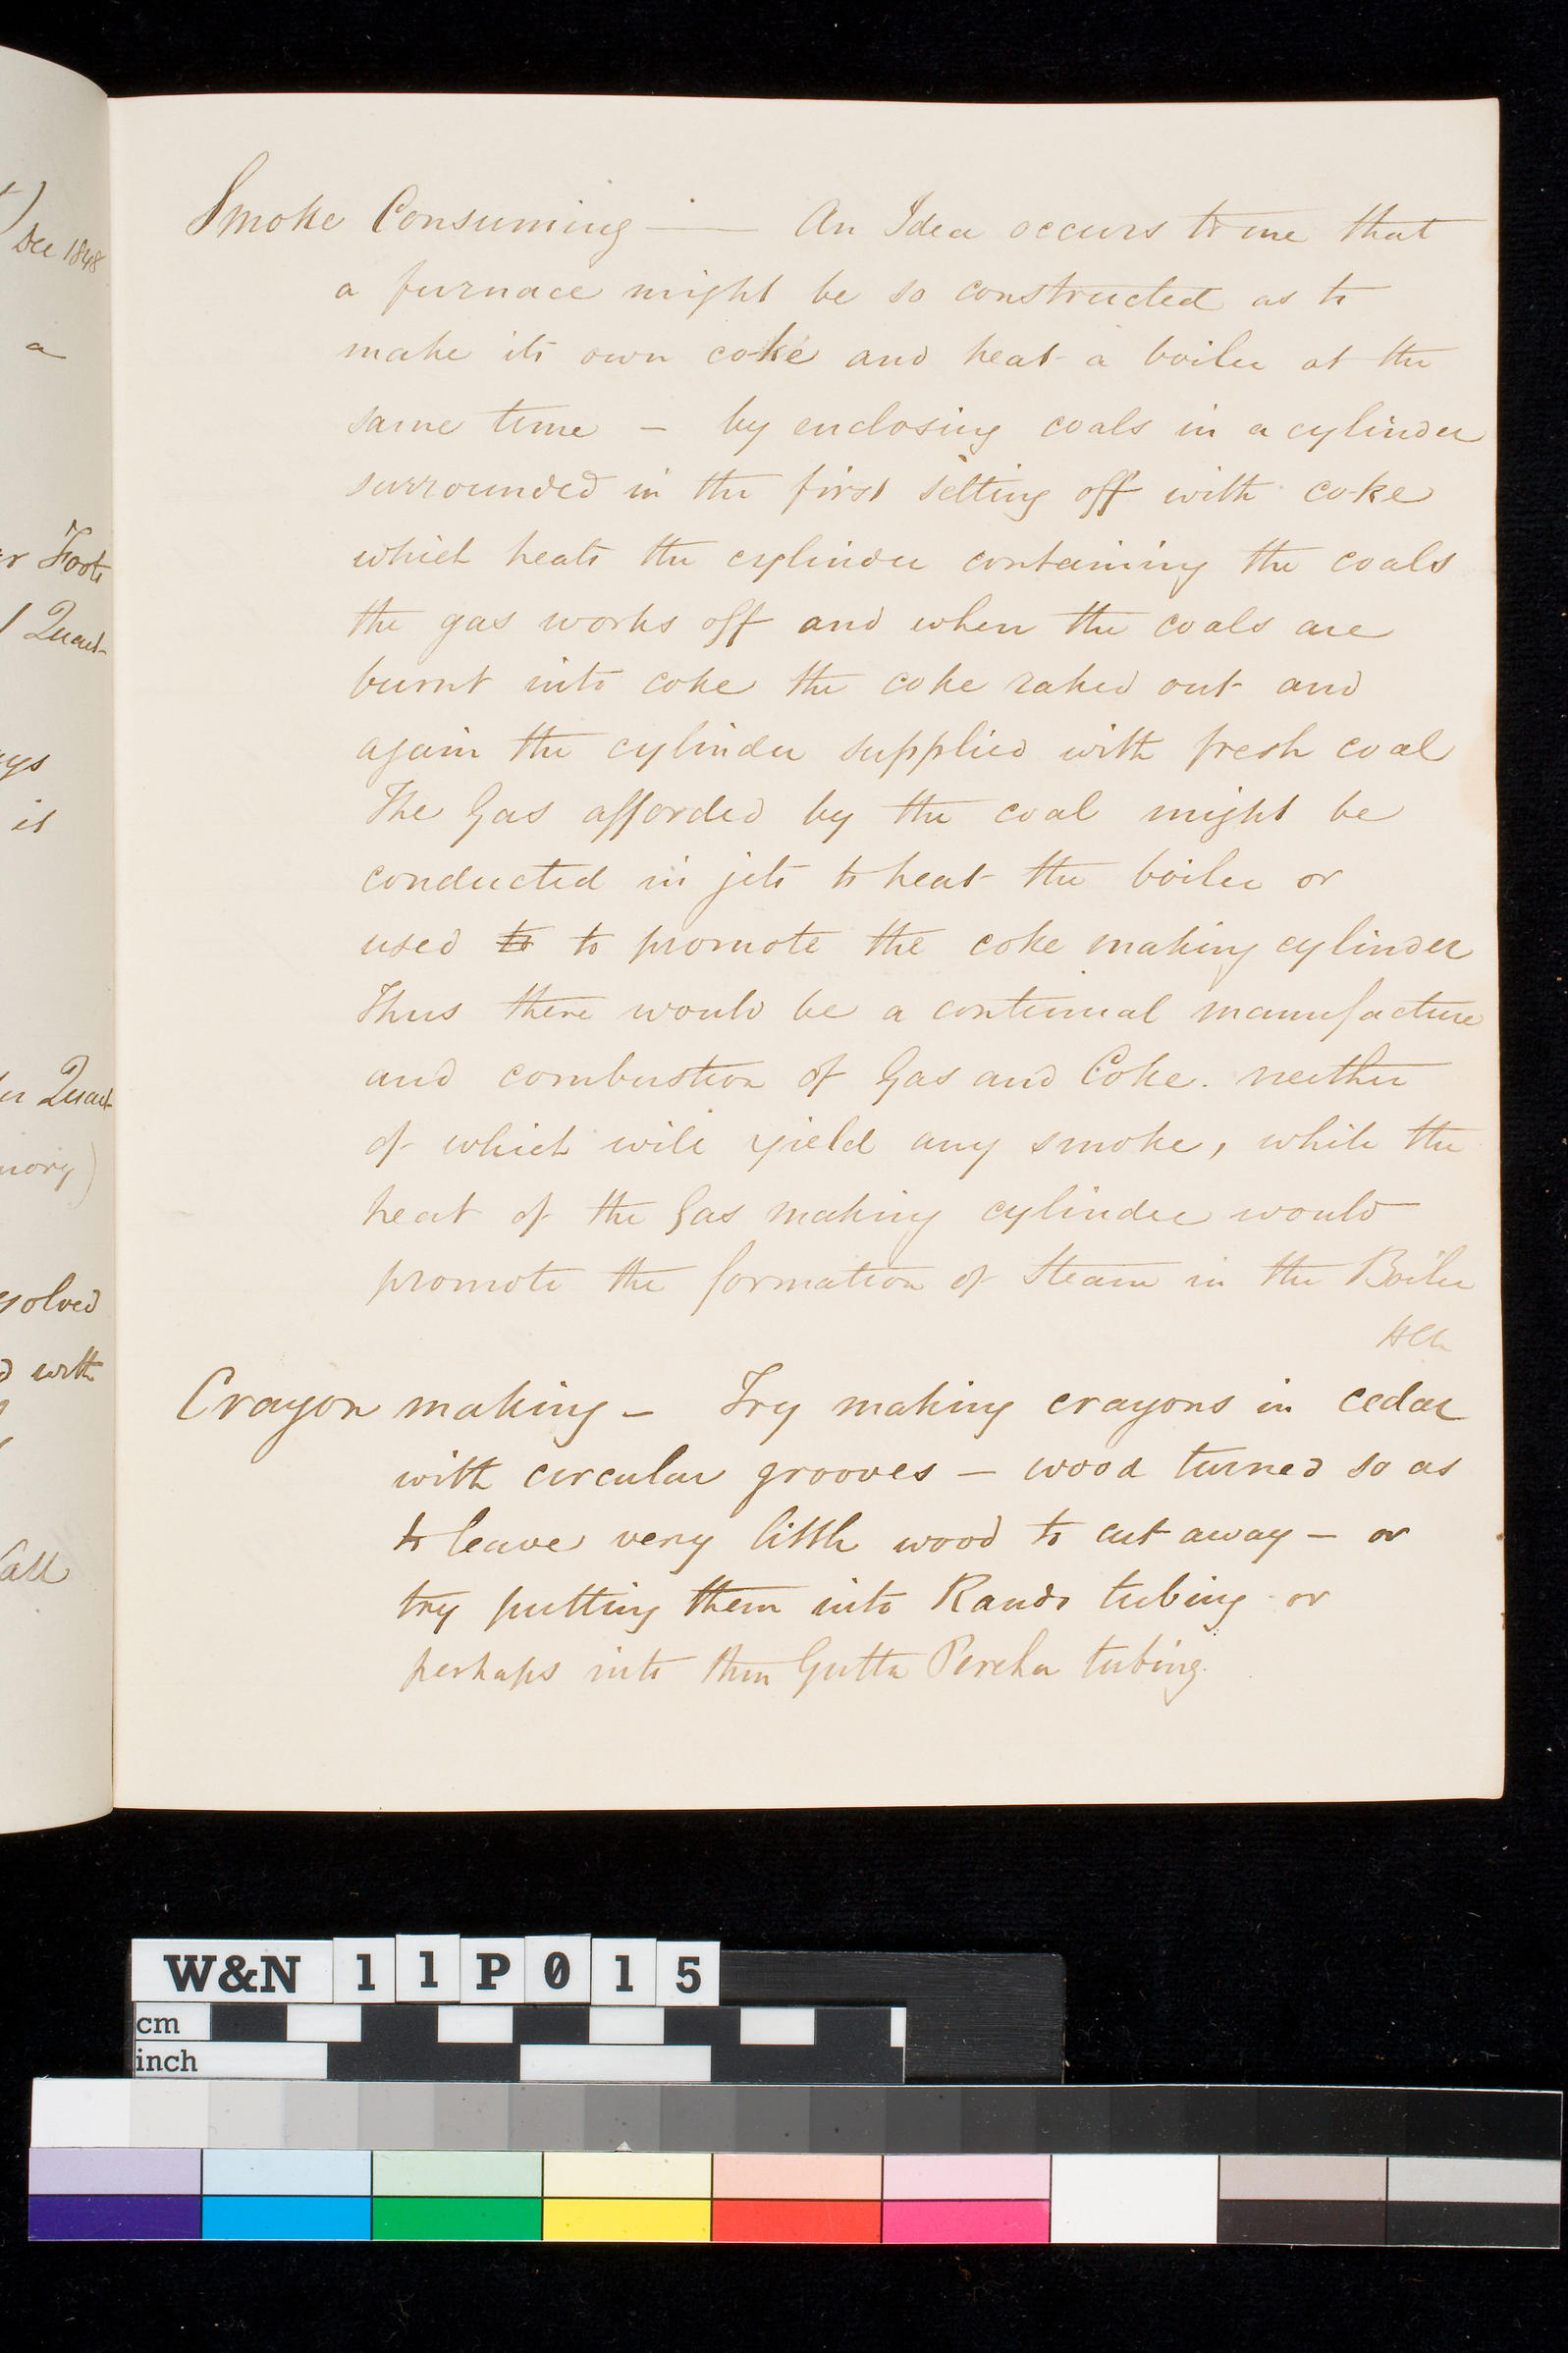 Dec 1848
a
Foots
Quart
it
Quart
solved
with
Smoke Consuming —— An Idea occurs to me that
a furnace might be so constructed as to
make its own coke and heat a boiler at the
same time – by enclosing coals in a cylinder
surrounded in the first setting off with coke
which heats the cylinder containing the coals
the gas works off and when the coals are
burnt into coke the coke raked out and
again the cylinder supplied with fresh coal
The Gas afforded by the coal might be
conducted in jets to heat the boiler or
used to to promote the coke making cylinder
Thus there would be a continual manufacture
and combustion of Gas and Coke. neither
of which will yield any smoke, while the
heat of the Gas making cylinder would
promote the formation of Steam in the Boiler
Crayon making – Try making crayons in cedar
with circular grooves – wood turned so as
to leave very little wood to cut away – or
try putting them into Rands tubing or
perhaps into thin Gutta Percha tubing.
W&N 11P015
cm
inch